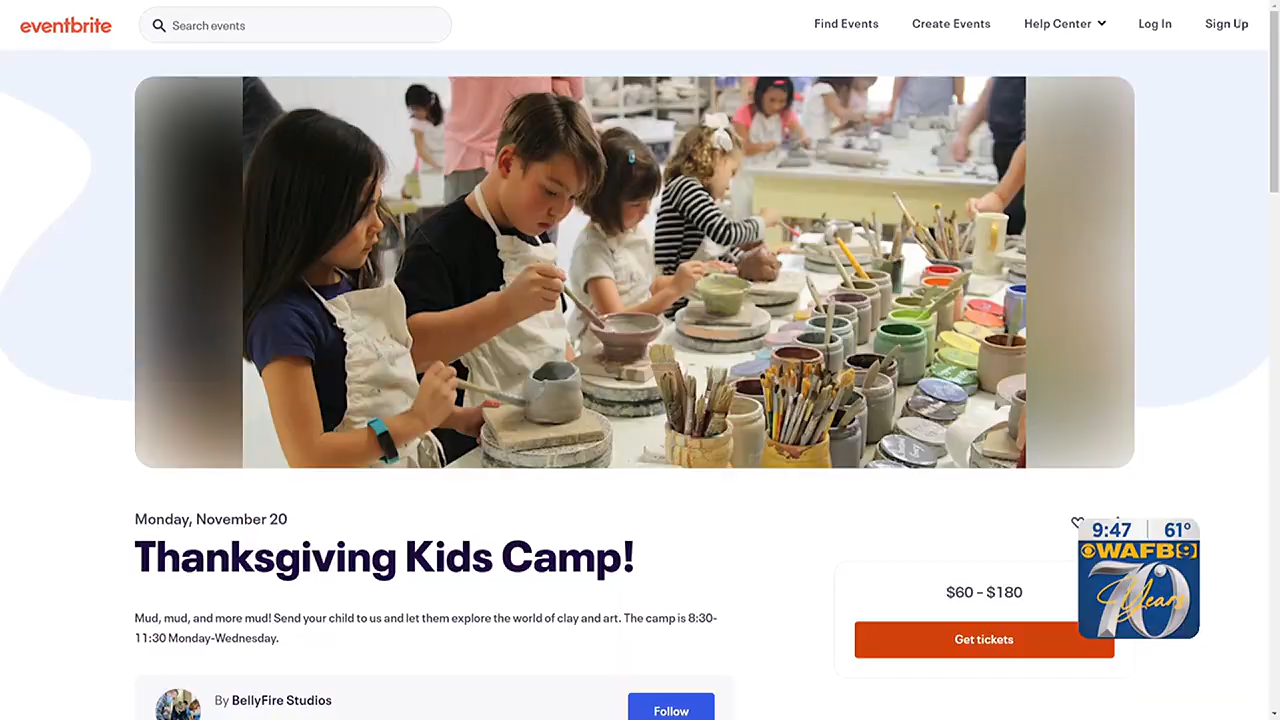 eventbrite
Search events
Find Events
Create Events
Help Center
Log In
Sign Up
Monday, November 20
Thanksgiving Kids Camp!
Mud, mud, and more mud! Send your child to us and let them explore the world of clay and art. The camp is 8:30-
11:30 Monday-Wednesday.
By BellyFire Studios
Follow
$60 – $180
Get tickets
9:47 61°
WAFB 9
70
Years